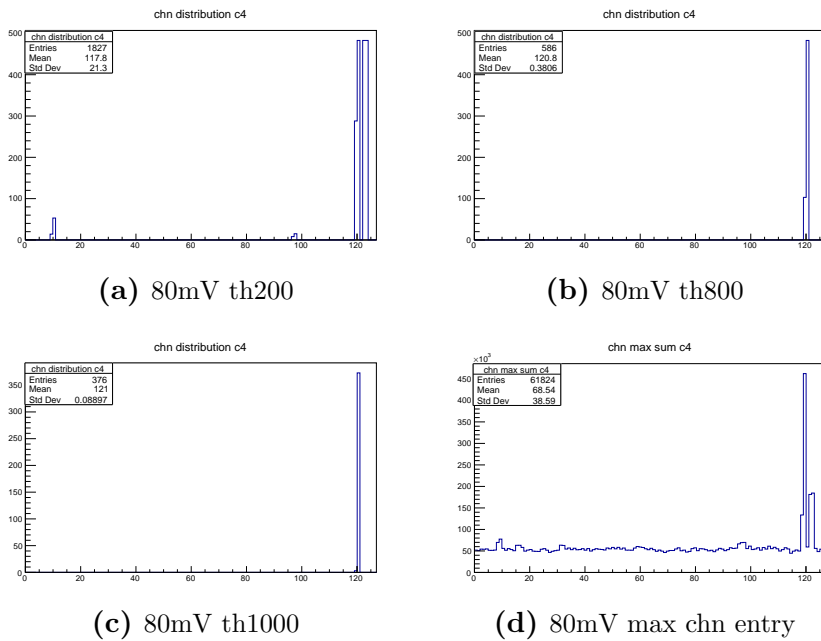 chn distribution c4
chn distribution c4
Entries 1827
Mean 117.8
Std Dev 21.3
500
400
300
200
100
0
0 20 40 60 80 100 120
(a) 80mV th200
chn distribution c4
chn distribution c4
Entries 586
Mean 120.8
Std Dev 0.3806
500
400
300
200
100
0
0 20 40 60 80 100 120
(b) 80mV th800
chn distribution c4
chn distribution c4
Entries 376
Mean 121
Std Dev 0.08897
350
300
250
200
150
100
50
0
0 20 40 60 80 100 120
(c) 80mV th1000
chn max sum c4
×10³
chn max sum c4
Entries 61824
Mean 68.54
Std Dev 38.59
450
400
350
300
250
200
150
100
50
0
0 20 40 60 80 100 120
(d) 80mV max chn entry